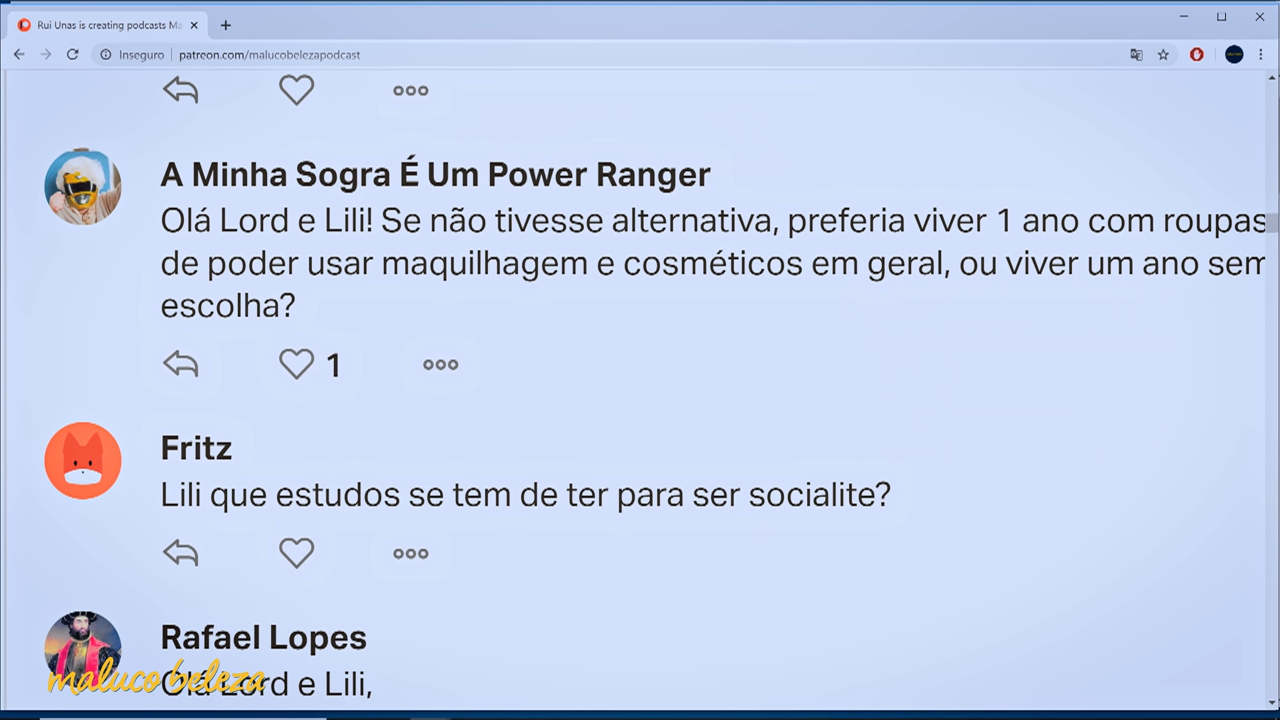 Rui Unas is creating podcasts Ma
Inseguro
patreon.com/malucobelezapodcast
A Minha Sogra É Um Power Ranger
Olá Lord e Lili! Se não tivesse alternativa, preferia viver 1 ano com roupas
de poder usar maquilhagem e cosméticos em geral, ou viver um ano sem
escolha?
1
Fritz
Lili que estudos se tem de ter para ser socialite?
Rafael Lopes
Olá Lord e Lili,
maluco beleza